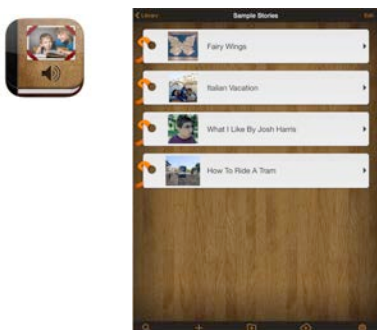 Library Sample Stories Edit
Fairy Wings
Italian Vacation
What I Like By Josh Harris
How To Ride A Tram